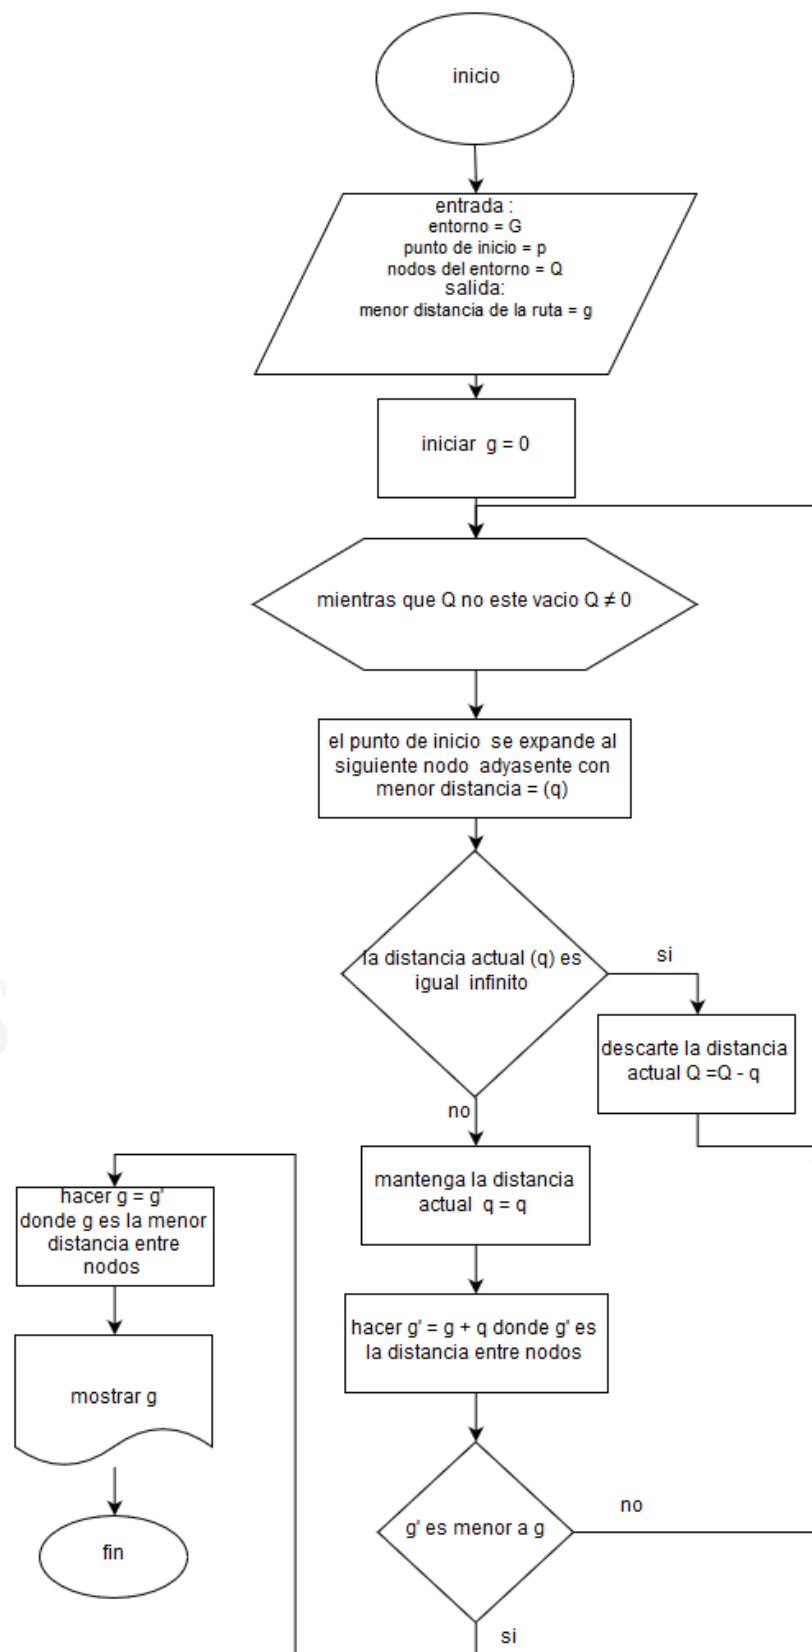 inicio
entrada :
entorno = G
punto de inicio = p
nodos del entorno = Q
salida:
menor distancia de la ruta = g
iniciar g = 0
mientras que Q no este vacio Q ≠ 0
el punto de inicio se expande al
siguiente nodo adyasente con
menor distancia = (q)
la distancia actual (q) es
igual infinito
si
descarte la distancia
actual Q =Q - q
no
mantenga la distancia
actual q = q
hacer g' = g + q donde g' es
la distancia entre nodos
g' es menor a g
no
si
hacer g = g'
donde g es la menor
distancia entre
nodos
mostrar g
fin